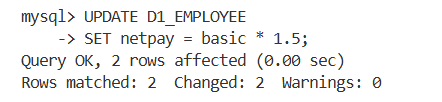 mysql> UPDATE D1_EMPLOYEE
    -> SET netpay = basic * 1.5;
Query OK, 2 rows affected (0.00 sec)
Rows matched: 2  Changed: 2  Warnings: 0